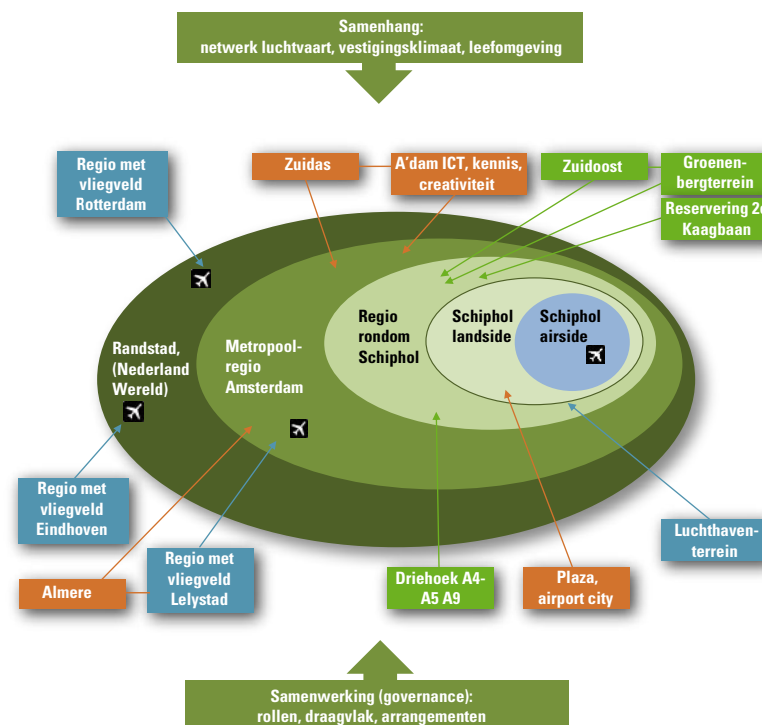 Samenhang:
netwerk luchtvaart, vestigingsklimaat, leefomgeving
Regio met
vliegveld
Rotterdam
Zuidas
A'dam ICT, kennis,
creativiteit
Zuidoost
Groenen-
bergterrein
Reservering 2e
Kaagbaan
Randstad,
(Nederland
Wereld)
Metropool-
regio
Amsterdam
Regio
rondom
Schiphol
Schiphol
landside
Schiphol
airside
Regio met
vliegveld
Eindhoven
Almere
Regio met
vliegveld
Lelystad
Driehoek A4-
A5 A9
Plaza,
airport city
Luchthaven-
terrein
Samenwerking (governance):
rollen, draagvlak, arrangementen